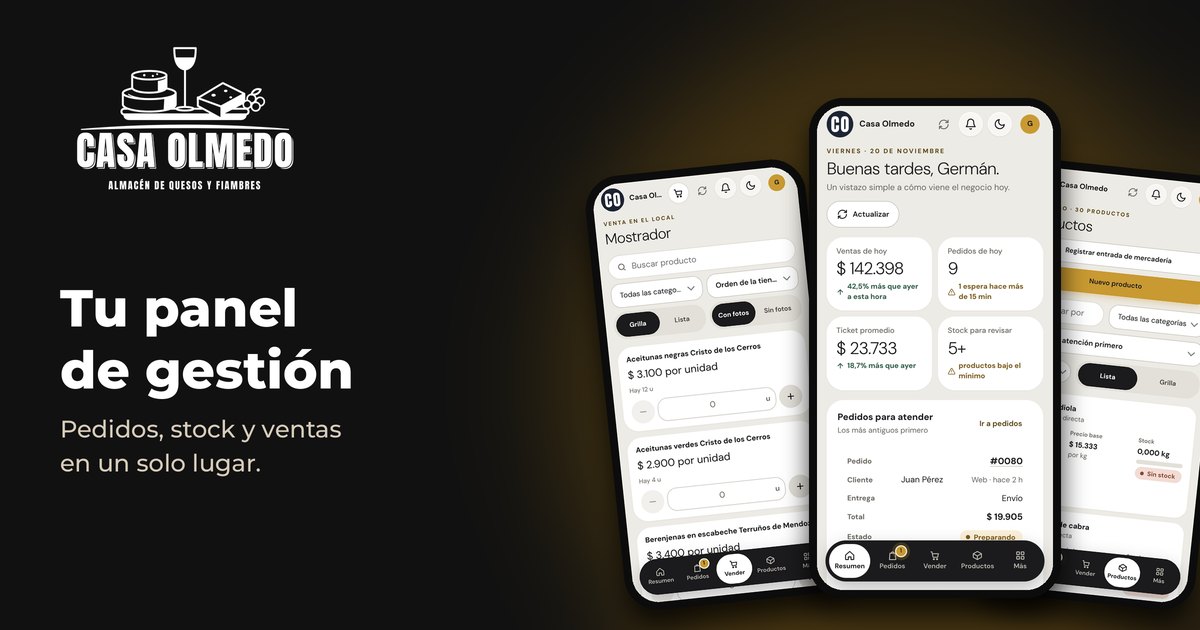 CASA OLMEDO
ALMACÉN DE QUESOS Y FIAMBRES
Tu panel
de gestión
Pedidos, stock y ventas
en un solo lugar.
CO Casa Ol... G
VENTA EN EL LOCAL
Mostrador
Buscar producto
Todas las catego... Orden de la tien...
Grilla Lista Con fotos Sin fotos
Aceitunas negras Cristo de los Cerros
$ 3.100 por unidad
Hay 12 u
− 0 u +
Aceitunas verdes Cristo de los Cerros
$ 2.900 por unidad
Hay 4 u
− 0 u +
Berenjenas en escabeche Terruños de
$ 3.400 por unidad
Resumen Pedidos 1 Vender Productos
CO Casa Olmedo G
VIERNES · 20 DE NOVIEMBRE
Buenas tardes, Germán.
Un vistazo simple a cómo viene el negocio hoy.
Actualizar
Ventas de hoy
$ 142.398
↑ 42,5% más que ayer
a esta hora
Pedidos de hoy
9
1 espera hace más
de 15 min
Ticket promedio
$ 23.733
↑ 18,7% más que ayer
Stock para revisar
5+
productos bajo el
mínimo
Pedidos para atender
Los más antiguos primero
Ir a pedidos
Pedido #0080
Cliente Juan Pérez Web · hace 2 h
Entrega Envío
Total $ 19.905
Estado Preparando
Resumen Pedidos 1 Vender Productos Más
Casa Olmedo
· 30 PRODUCTOS
Registrar entrada de mercadería
Nuevo producto
por Todas las categorías
atención primero
Lista Grilla
directa
Precio base
$ 15.333
por kg
Stock
0,000 kg
Sin stock
de cabra
Vender Productos Más